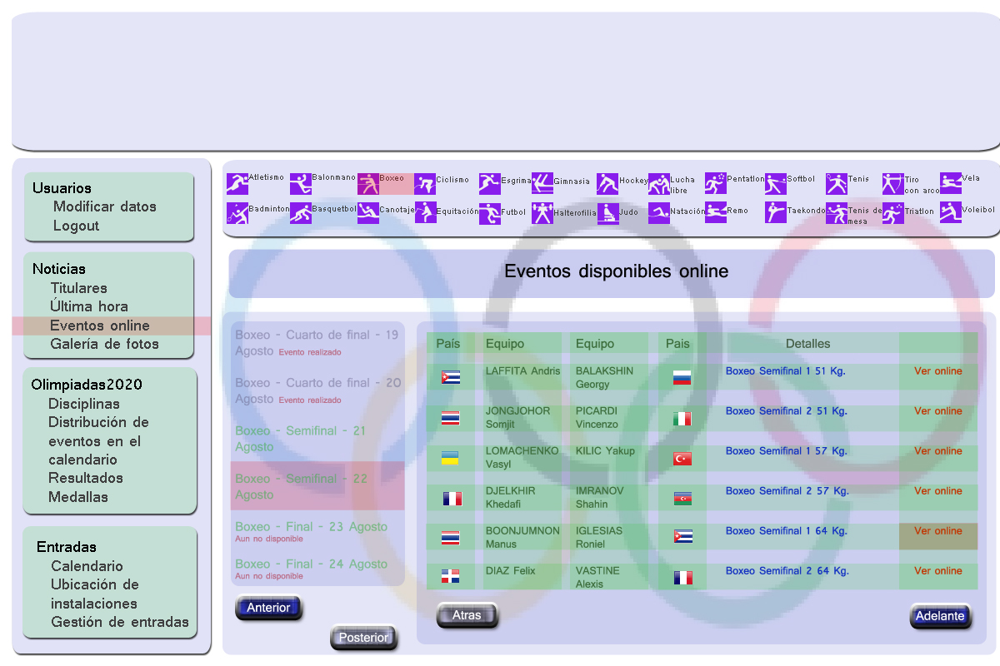 Usuarios
Modificar datos
Logout
Noticias
Titulares
Última hora
Eventos online
Galería de fotos
Olimpiadas2020
Disciplinas
Distribución de
eventos en el
calendario
Resultados
Medallas
Entradas
Calendario
Ubicación de
instalaciones
Gestión de entradas
Atletismo Balonmano Boxeo Ciclismo Esgrima Gimnasia Hockey Lucha libre Pentatlon Softbol Tenis Tiro con arco Vela
Badminton Basquetbol Canotaje Equitación Futbol Halterofilia Judo Natación Remo Taekondo Tenis de mesa Triatlon Voleibol
Eventos disponibles online
Boxeo - Cuarto de final - 19
Agosto Evento realizado
Boxeo - Cuarto de final - 20
Agosto Evento realizado
Boxeo - Semifinal - 21
Agosto
Boxeo - Semifinal - 22
Agosto
Boxeo - Final - 23 Agosto
Aun no disponible
Boxeo - Final - 24 Agosto
Aun no disponible
Anterior
Posterior
País Equipo Equipo Pais Detalles
LAFFITA Andris BALAKSHIN Georgy Boxeo Semifinal 1 51 Kg. Ver online
JONGJOHOR Somjit PICARDI Vincenzo Boxeo Semifinal 2 51 Kg. Ver online
LOMACHENKO Vasyl KILIC Yakup Boxeo Semifinal 1 57 Kg. Ver online
DJELKHIR Khedafi IMRANOV Shahin Boxeo Semifinal 2 57 Kg. Ver online
BOONJUMNON Manus IGLESIAS Roniel Boxeo Semifinal 1 64 Kg. Ver online
DIAZ Felix VASTINE Alexis Boxeo Semifinal 2 64 Kg. Ver online
Atras
Adelante